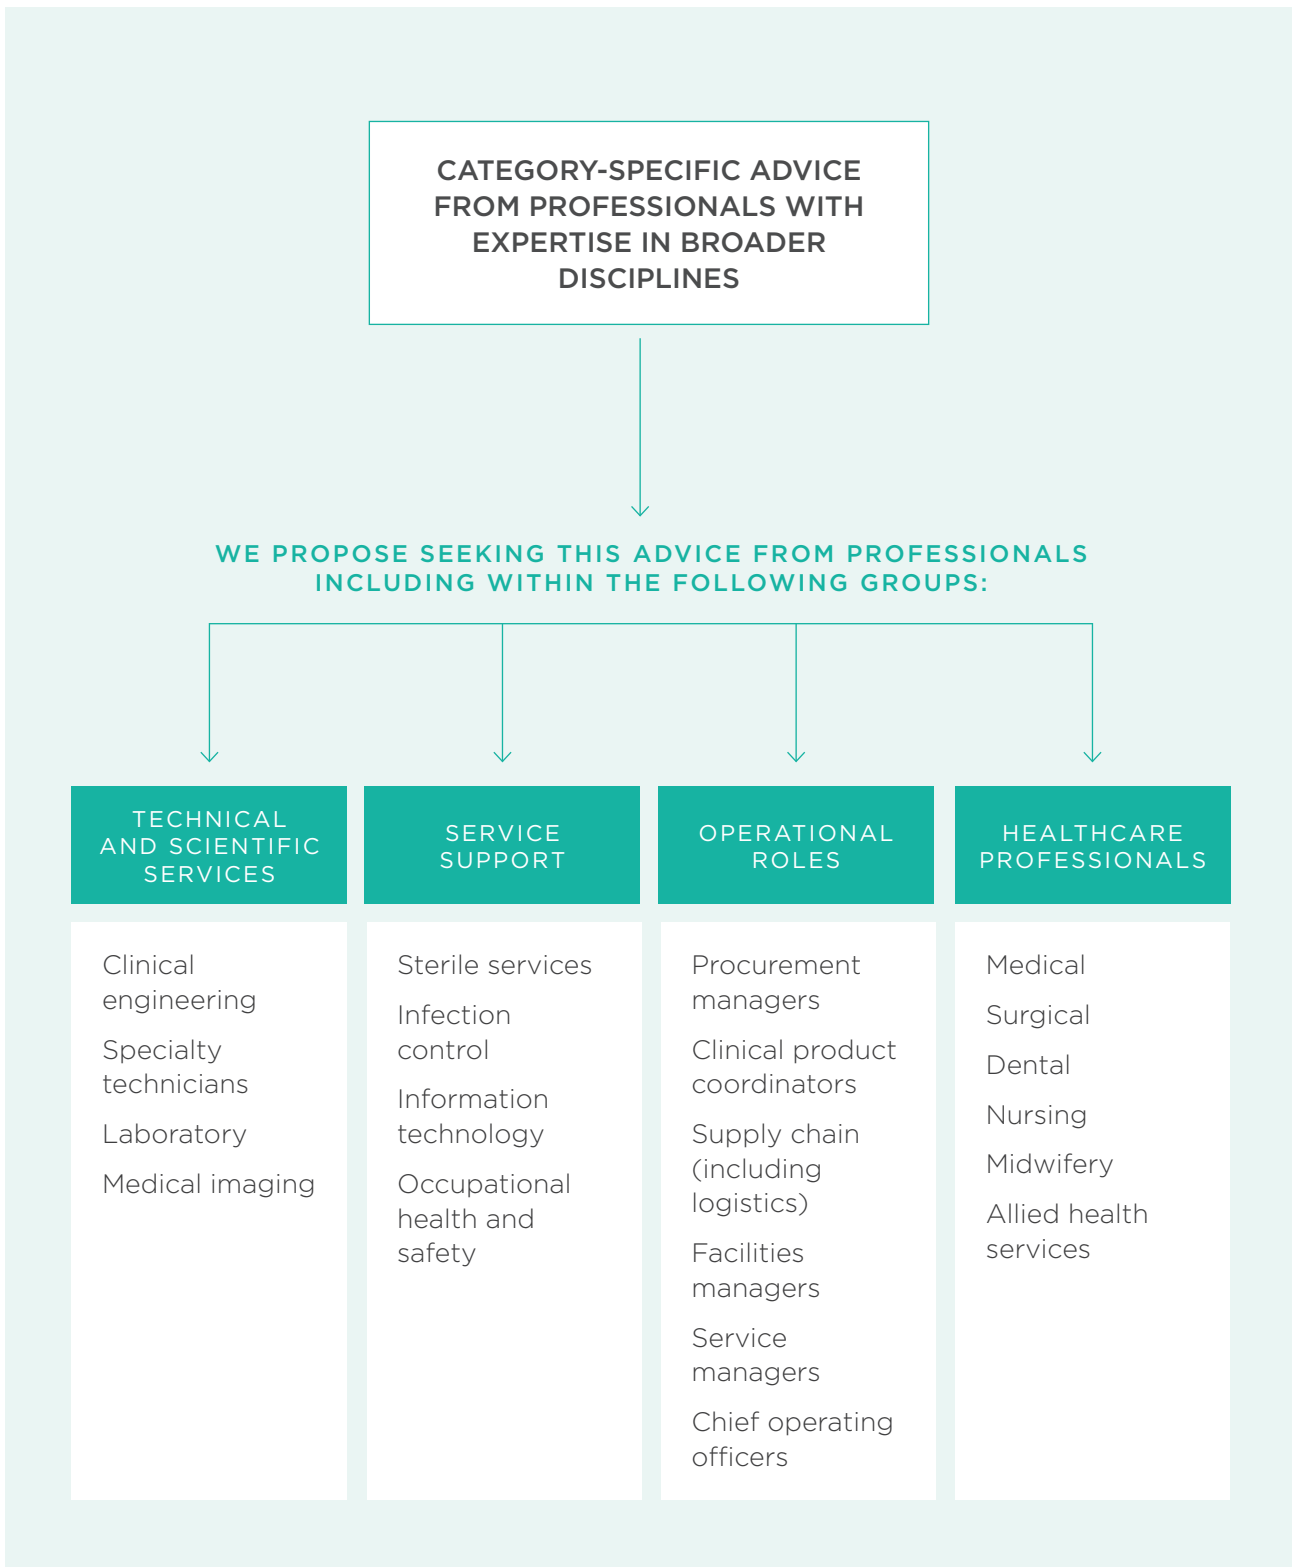 CATEGORY-SPECIFIC ADVICE
FROM PROFESSIONALS WITH
EXPERTISE IN BROADER
DISCIPLINES
WE PROPOSE SEEKING THIS ADVICE FROM PROFESSIONALS
INCLUDING WITHIN THE FOLLOWING GROUPS:
TECHNICAL
AND SCIENTIFIC
SERVICES
Clinical
engineering
Specialty
technicians
Laboratory
Medical imaging
SERVICE
SUPPORT
Sterile services
Infection
control
Information
technology
Occupational
health and
safety
OPERATIONAL
ROLES
Procurement
managers
Clinical product
coordinators
Supply chain
(including
logistics)
Facilities
managers
Service
managers
Chief operating
officers
HEALTHCARE
PROFESSIONALS
Medical
Surgical
Dental
Nursing
Midwifery
Allied health
services